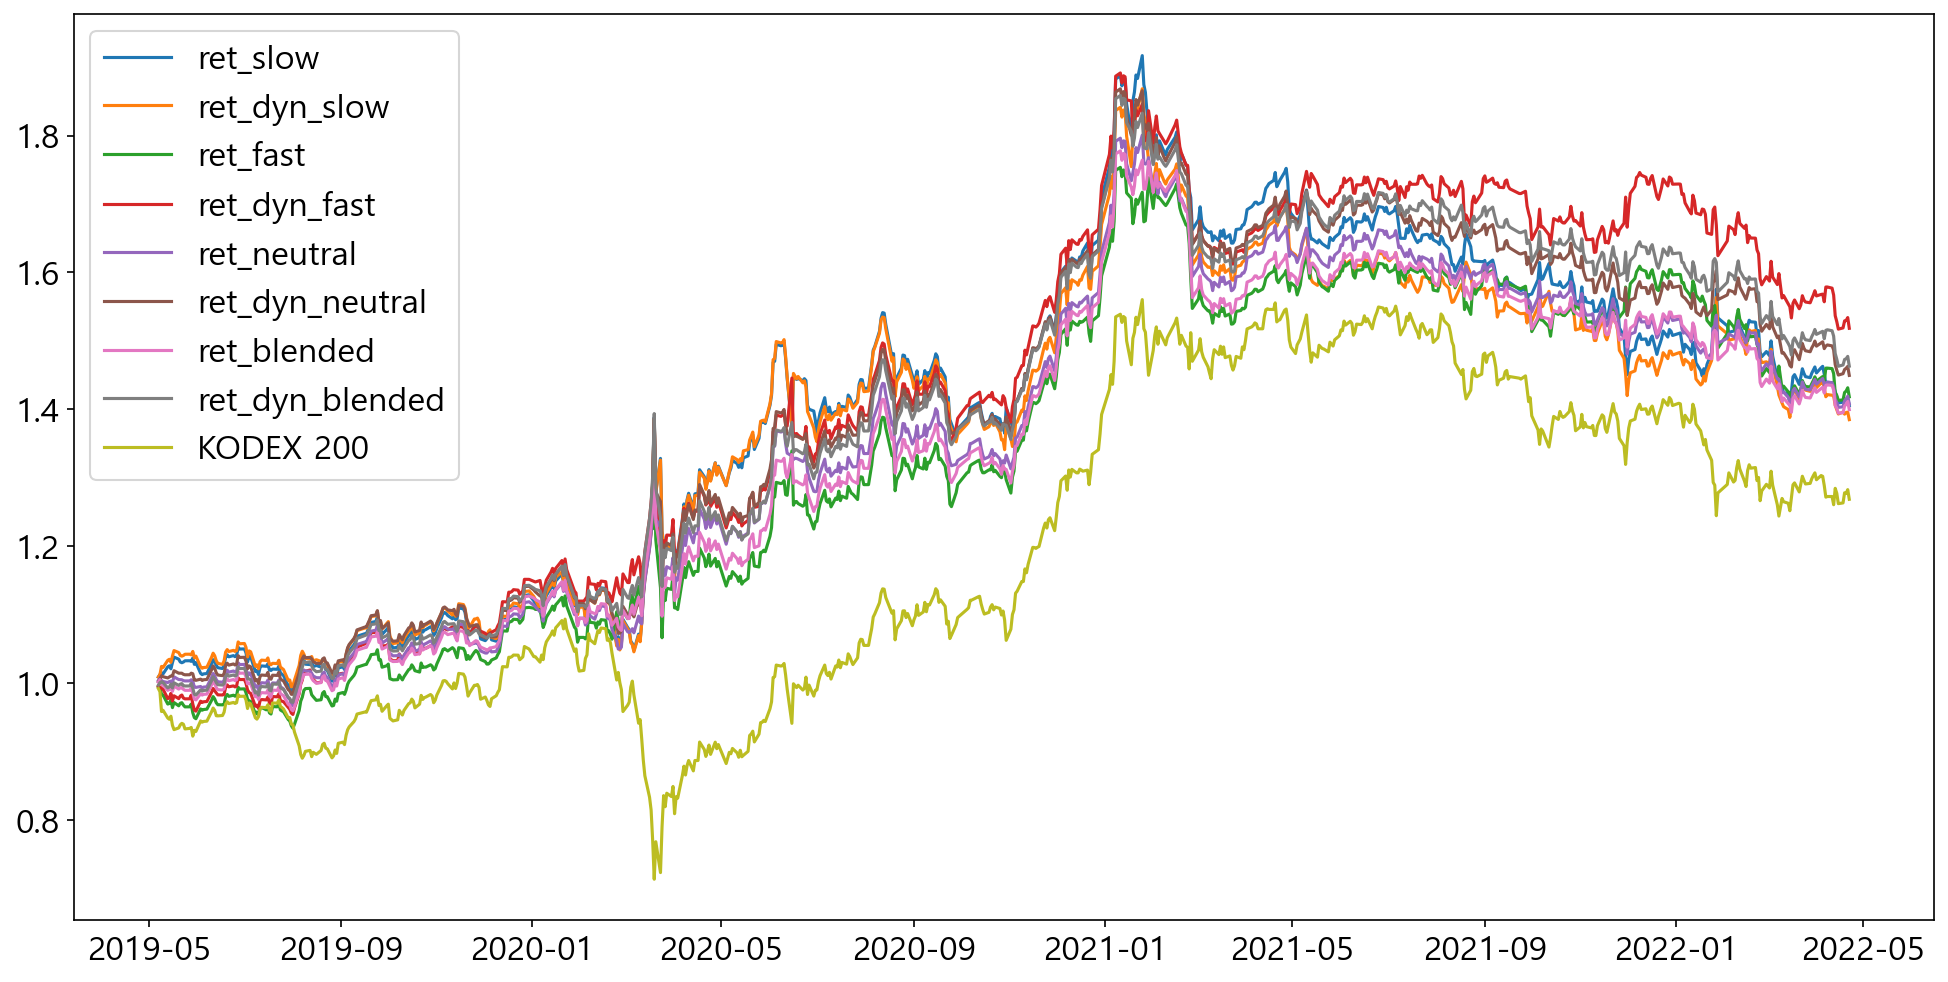 ret_slow
ret_dyn_slow
ret_fast
ret_dyn_fast
ret_neutral
ret_dyn_neutral
ret_blended
ret_dyn_blended
KODEX 200
1.8
1.6
1.4
1.2
1.0
0.8
2019-05 2019-09 2020-01 2020-05 2020-09 2021-01 2021-05 2021-09 2022-01 2022-05